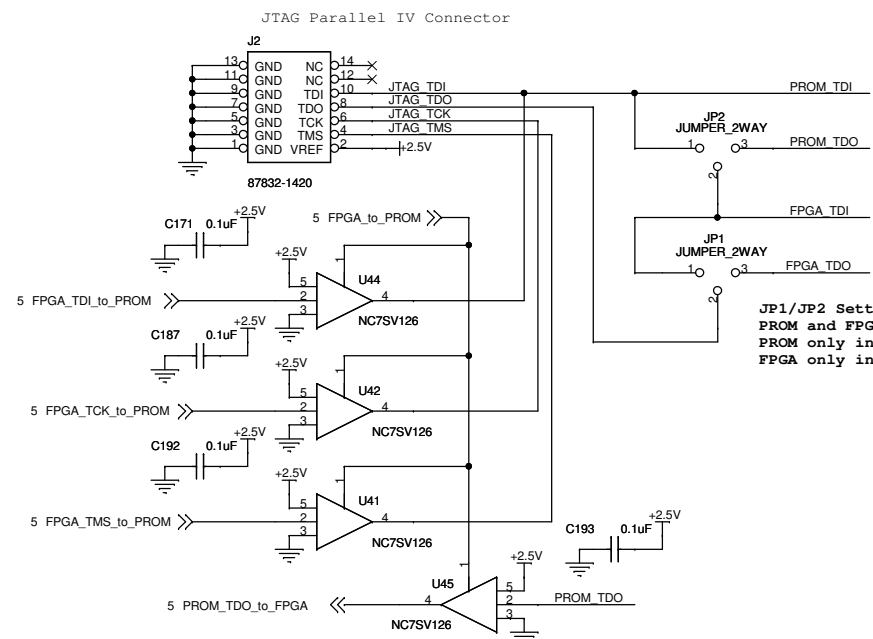 JTAG Parallel IV Connector
J2
13 GND NC 14
11 GND NC 12
9 GND TDI 10 JTAG_TDI PROM_TDI
7 GND TDO 8 JTAG_TDO
5 GND TCK 6 JTAG_TCK
3 GND TMS 4 JTAG_TMS
1 GND VREF 2 +2.5V
87832-1420
JP2
JUMPER_2WAY
1 3 PROM_TDO
2
FPGA_TDI
JP1
JUMPER_2WAY
1 3 FPGA_TDO
2
JP1/JP2 Sett
PROM and FPG
PROM only in
FPGA only in
5 FPGA_to_PROM
C171 0.1uF +2.5V
+2.5V
1
U44
5
5 FPGA_TDI_to_PROM 2 4
3
NC7SV126
C187 0.1uF +2.5V
+2.5V
1
U42
5
5 FPGA_TCK_to_PROM 2 4
3
NC7SV126
C192 0.1uF +2.5V
+2.5V
1
U41
5
5 FPGA_TMS_to_PROM 2 4
3
NC7SV126
C193 0.1uF +2.5V
+2.5V
1
U45
5
5 PROM_TDO_to_FPGA 4 2 PROM_TDO
3
NC7SV126